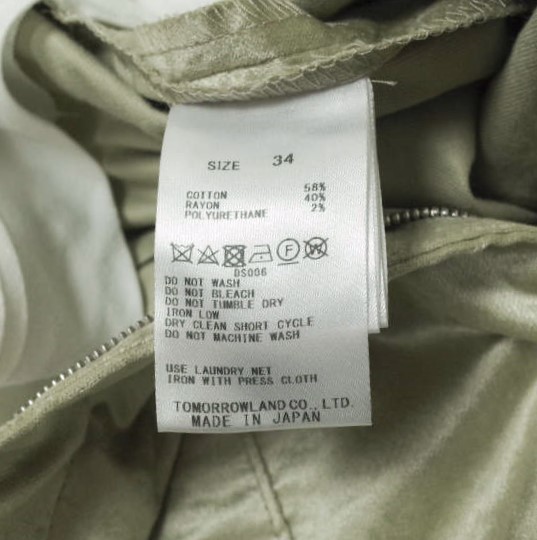 SIZE 34
COTTON 58%
RAYON 40%
POLYURETHANE 2%
F W
DS006
DO NOT WASH
DO NOT BLEACH
DO NOT TUMBLE DRY
IRON LOW
DRY CLEAN SHORT CYCLE
DO NOT MACHINE WASH
USE LAUNDRY NET
IRON WITH PRESS CLOTH
TOMORROWLAND CO., LTD.
MADE IN JAPAN